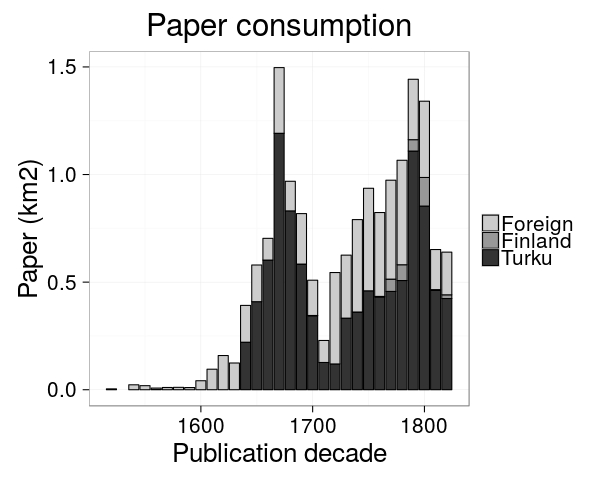 Paper consumption
1.5
1.0
0.5
0.0
Paper (km2)
1600 1700 1800
Publication decade
Foreign
Finland
Turku